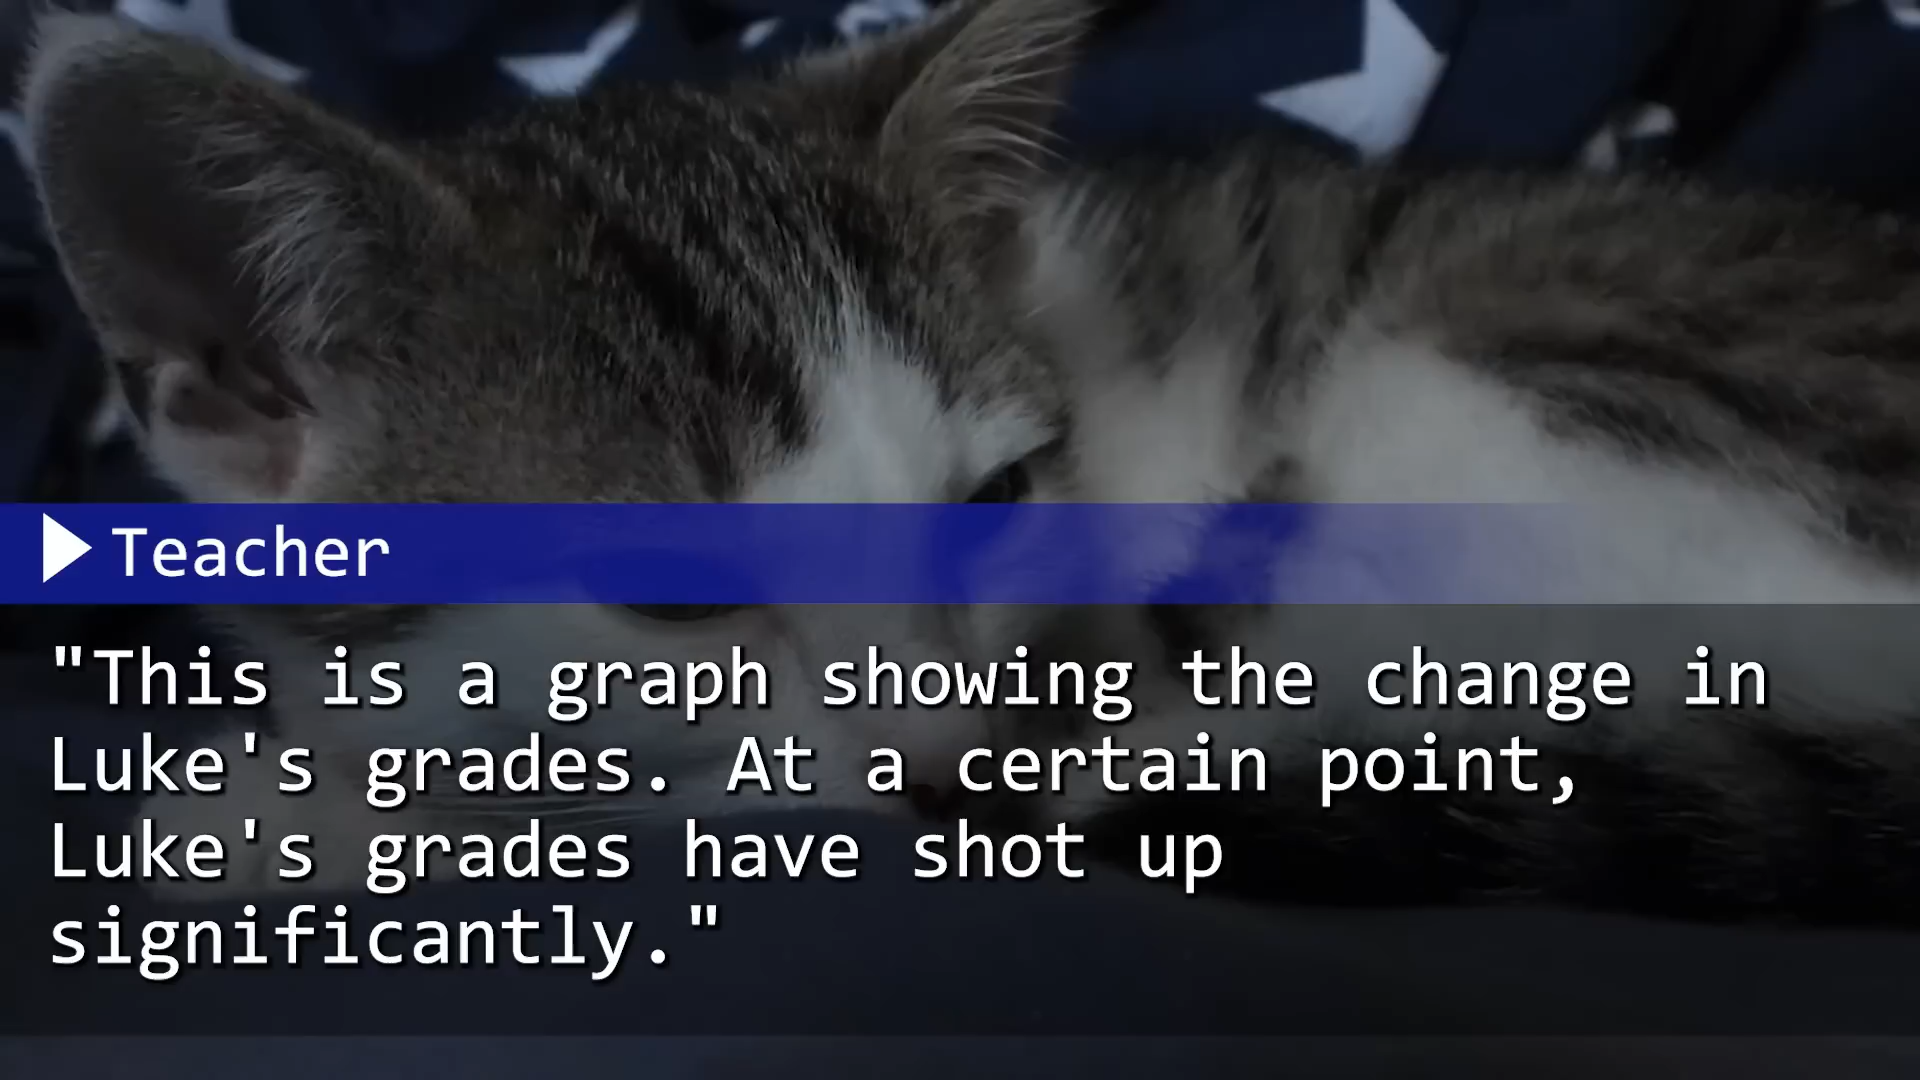 Teacher
"This is a graph showing the change in
Luke's grades. At a certain point,
Luke's grades have shot up
significantly."